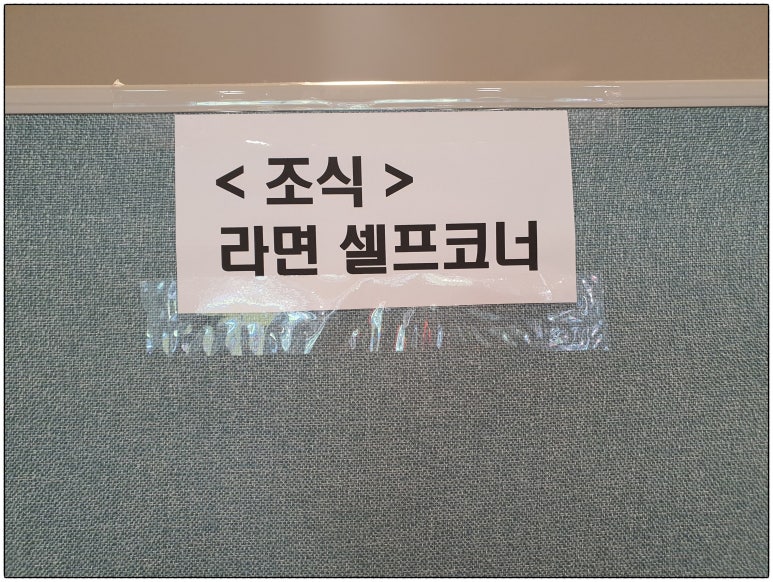 < 조식 >
라면 셀프코너